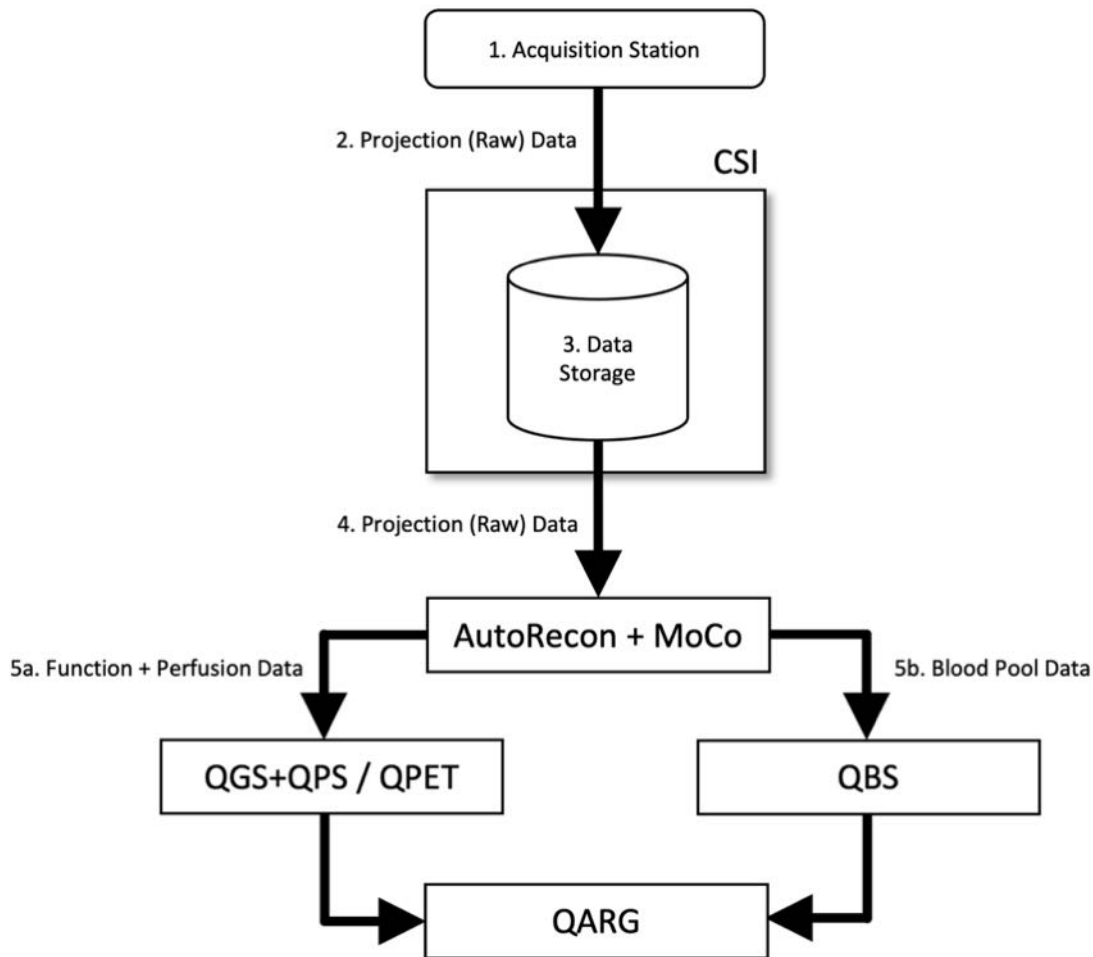 1. Acquisition Station
2. Projection (Raw) Data
CSI
3. Data
Storage
4. Projection (Raw) Data
AutoRecon + MoCo
5a. Function + Perfusion Data
5b. Blood Pool Data
QGS+QPS / QPET
QBS
QARG